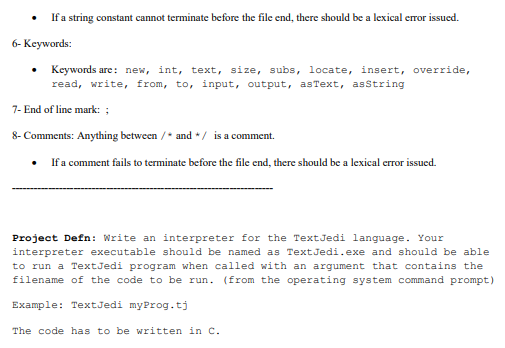 • If a string constant cannot terminate before the file end, there should be a lexical error issued.
6- Keywords:
• Keywords are: new, int, text, size, subs, locate, insert, override,
read, write, from, to, input, output, asText, asString
7- End of line mark: ;
8- Comments: Anything between /* and */ is a comment.
• If a comment fails to terminate before the file end, there should be a lexical error issued.
--------------------------------------------------------------------------
Project Defn: Write an interpreter for the TextJedi language. Your
interpreter executable should be named as TextJedi.exe and should be able
to run a TextJedi program when called with an argument that contains the
filename of the code to be run. (from the operating system command prompt)
Example: TextJedi myProg.tj
The code has to be written in C.